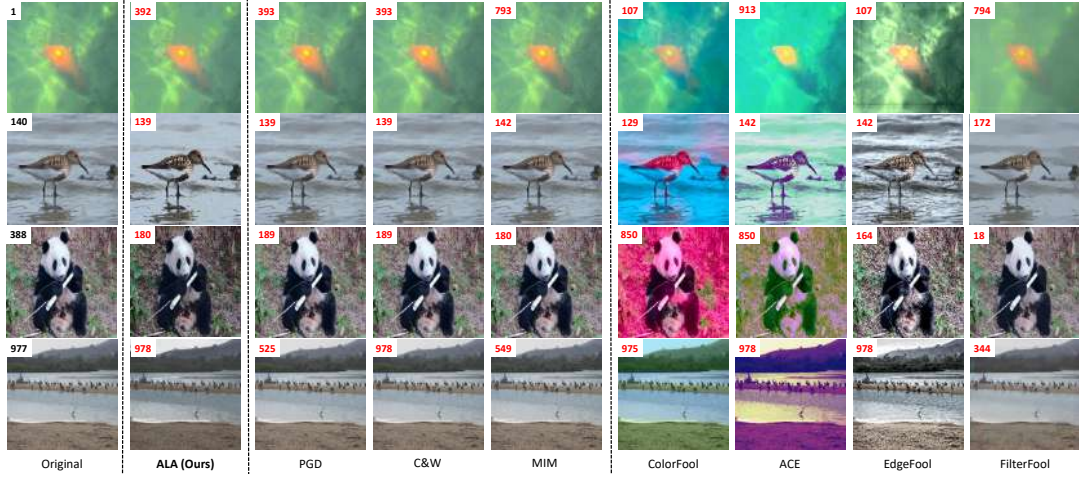 1 392 393 393 793 107 913 107 794
140 139 139 139 142 129 142 142 172
388 180 189 189 180 850 850 164 18
977 978 525 978 549 975 978 978 344
Original ALA (Ours) PGD C&W MIM ColorFool ACE EdgeFool FilterFool